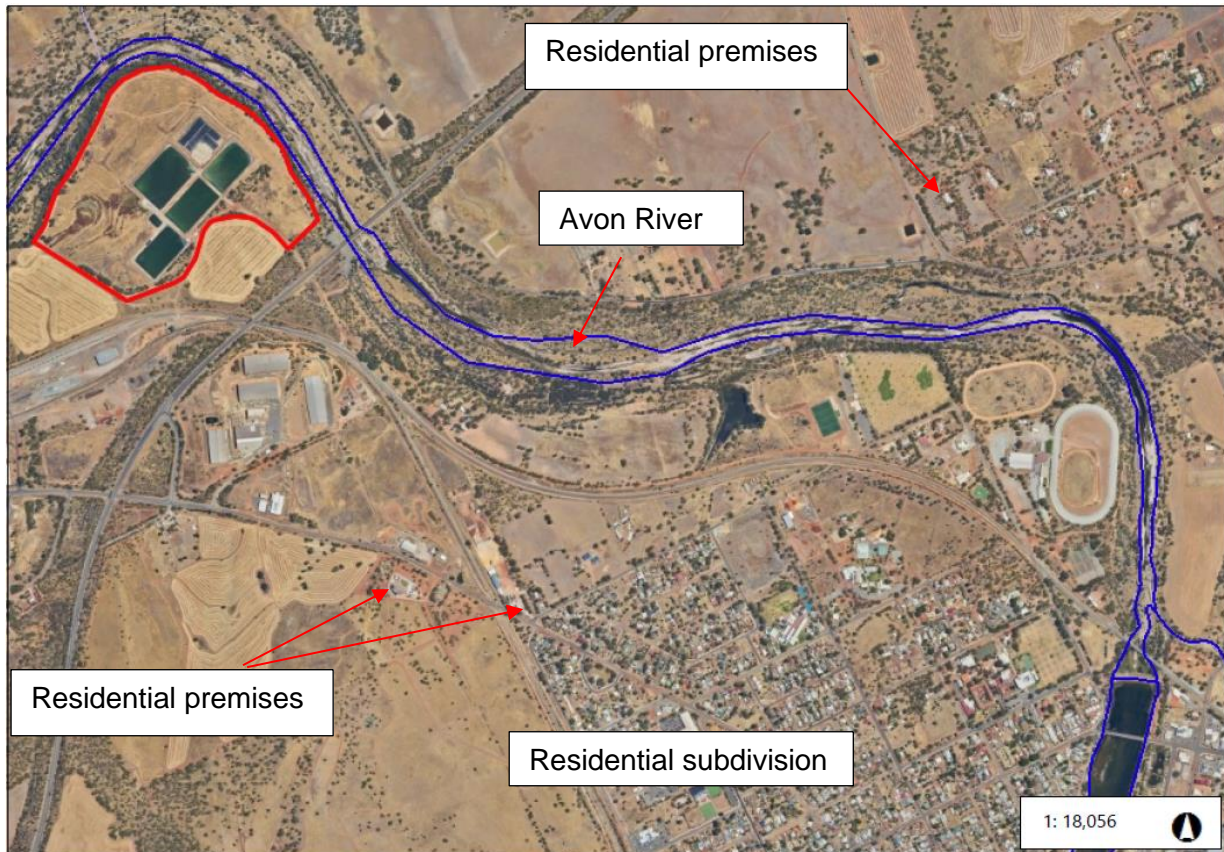 Residential premises
Avon River
Residential premises
Residential subdivision
1: 18,056